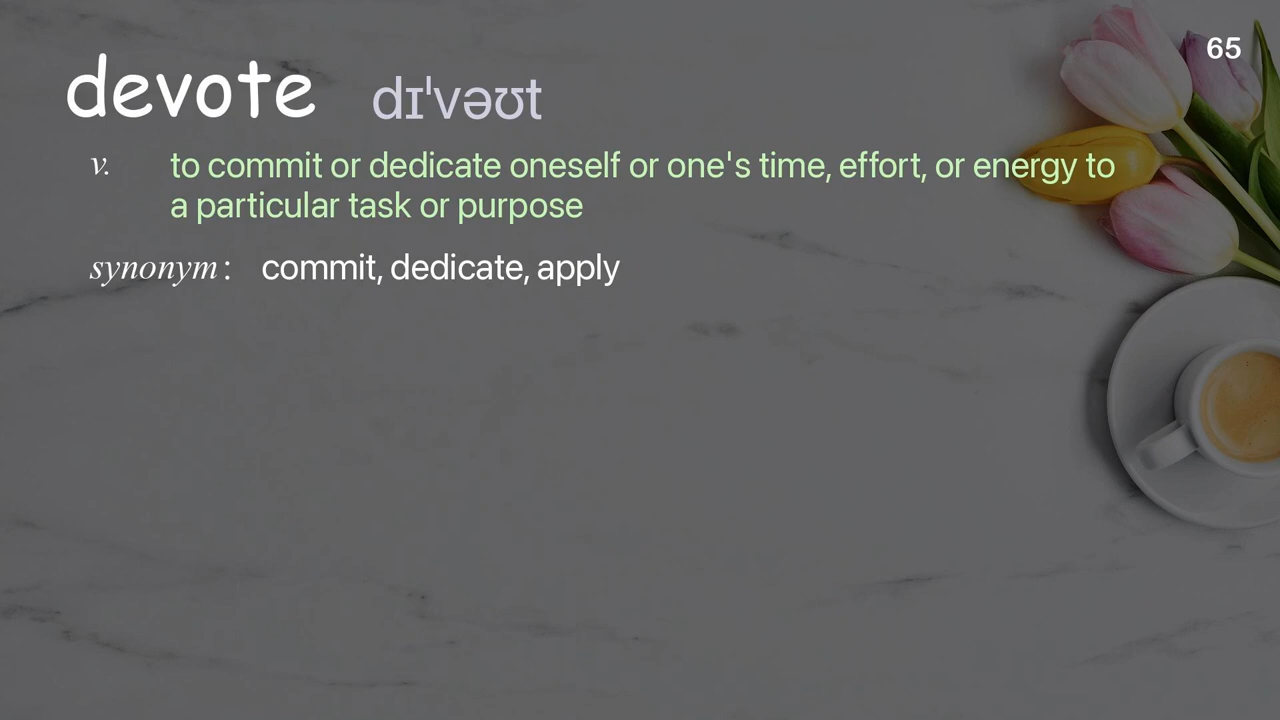 65
devote dɪˈvəʊt
v. to commit or dedicate oneself or one's time, effort, or energy to
a particular task or purpose
synonym: commit, dedicate, apply